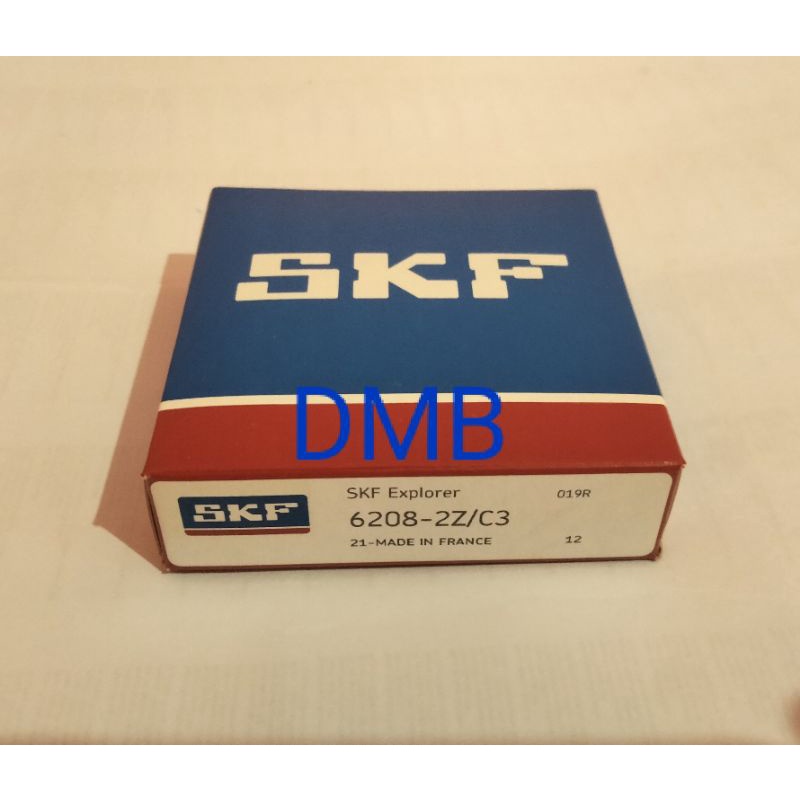 SKF
DMB
SKF Explorer 019R
SKF 6208-2Z/C3
21-MADE IN FRANCE 12